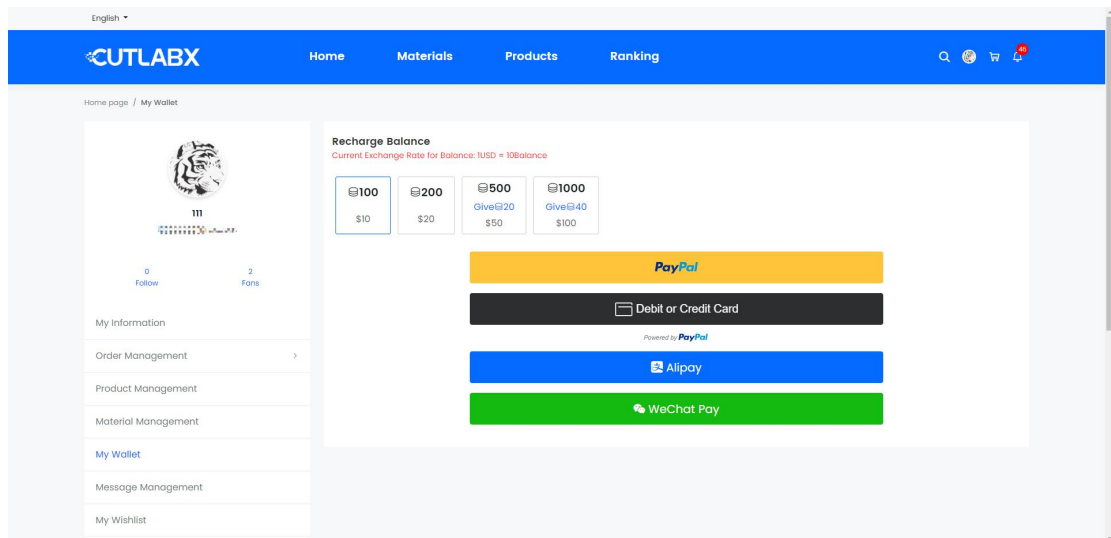 English
CUTLABX
Home Materials Products Ranking
45
Home page / My Wallet
111
0 2
Follow Fans
My Information
Order Management
Product Management
Material Management
My Wallet
Message Management
My Wishlist
Recharge Balance
Current Exchange Rate for Balance: 1USD = 10Balance
100 200 500 1000
Give20 Give40
$10 $20 $50 $100
PayPal
Debit or Credit Card
Powered by PayPal
支 Alipay
WeChat Pay